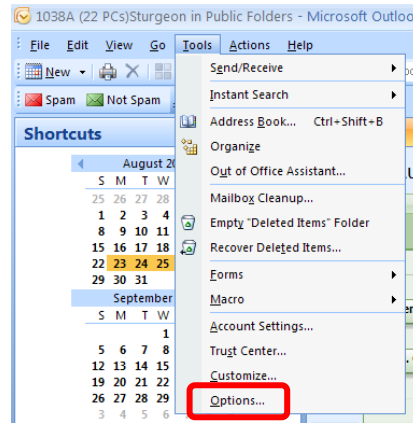 1038A (22 PCs)Sturgeon in Public Folders - Microsoft Outloo
File Edit View Go Tools Actions Help
New
Spam Not Spam
Send/Receive
Instant Search
Address Book... Ctrl+Shift+B
Organize
Out of Office Assistant...
Mailbox Cleanup...
Empty "Deleted Items" Folder
Recover Deleted Items...
Forms
Macro
Account Settings...
Trust Center...
Customize...
Options...
Shortcuts
August 20
S M T W
25 26 27 28
1 2 3 4
8 9 10 11
15 16 17 18
22 23 24 25
29 30 31
September
S M T W
1
5 6 7 8
12 13 14 15
19 20 21 22
26 27 28 29
3 4 5 6